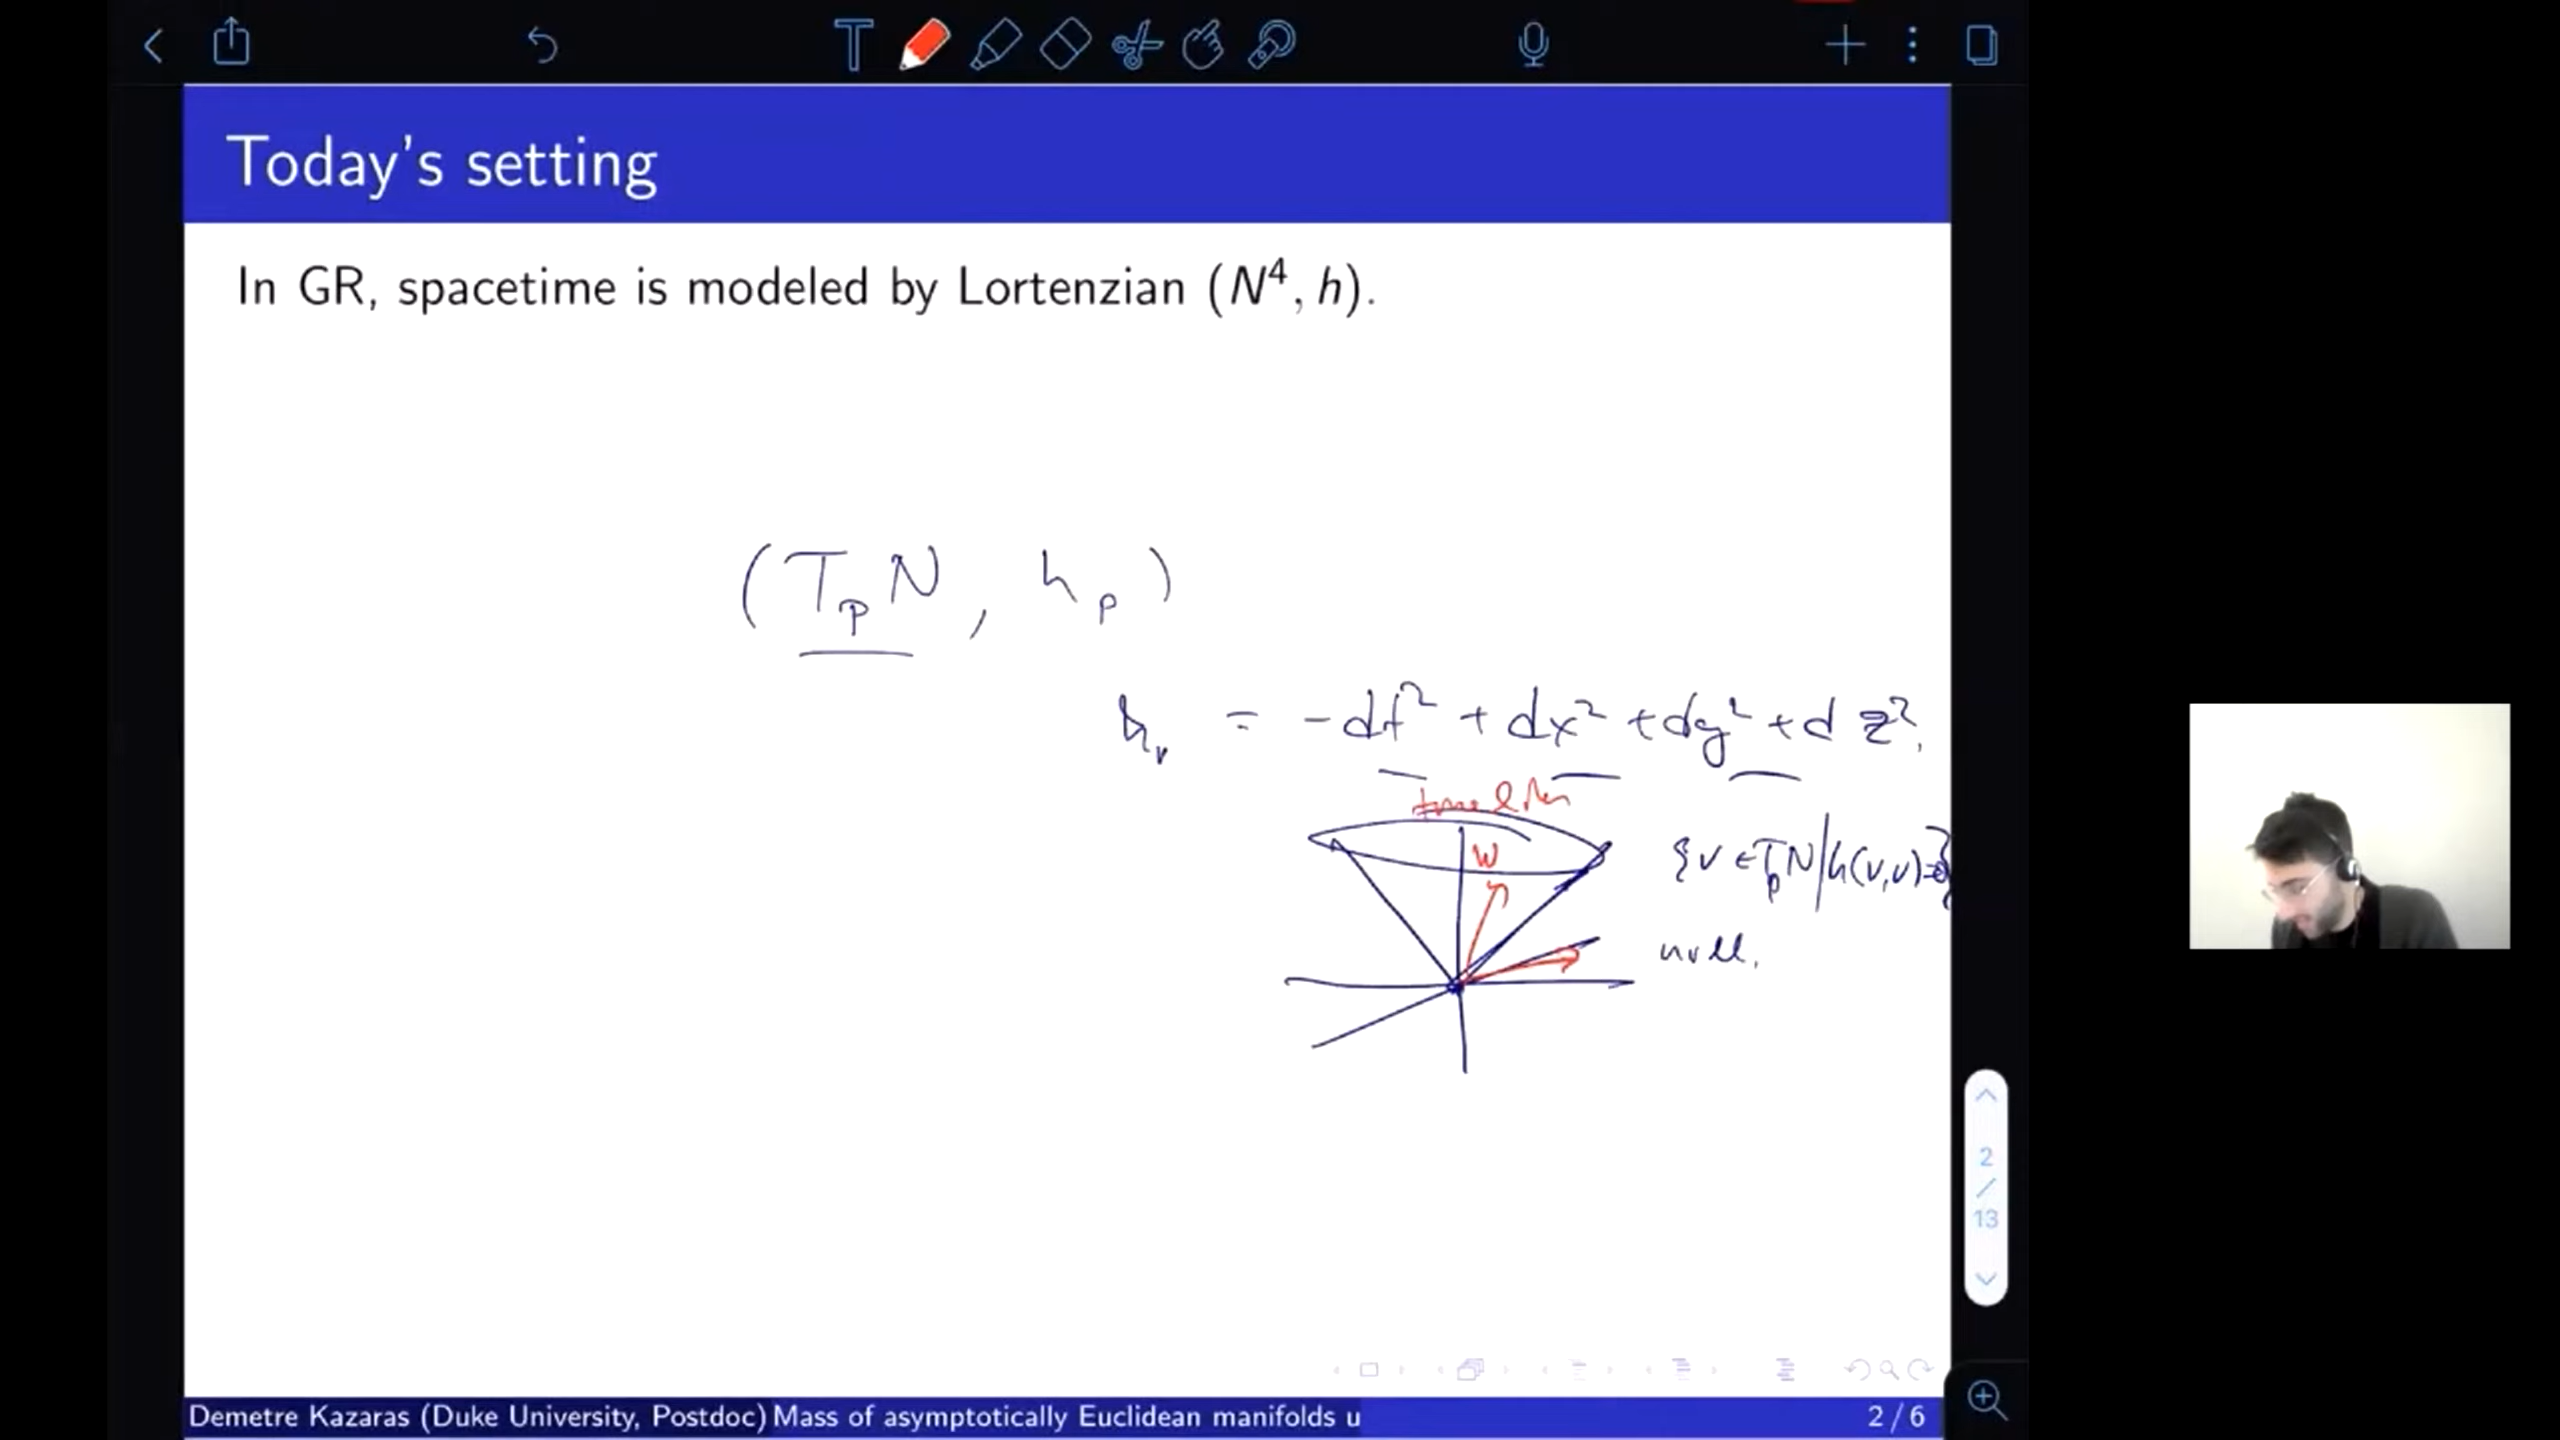 Today's setting
In GR, spacetime is modeled by Lortenzian (N⁴, h).
(TₚN, hₚ)
hₚ = -dt² + dx² + dy² + dz².
W
{v ∈ TₚN | h(v,v)=0}
null.
2
/
13
Demetre Kazaras (Duke University, Postdoc) Mass of asymptotically Euclidean manifolds u
2 / 6